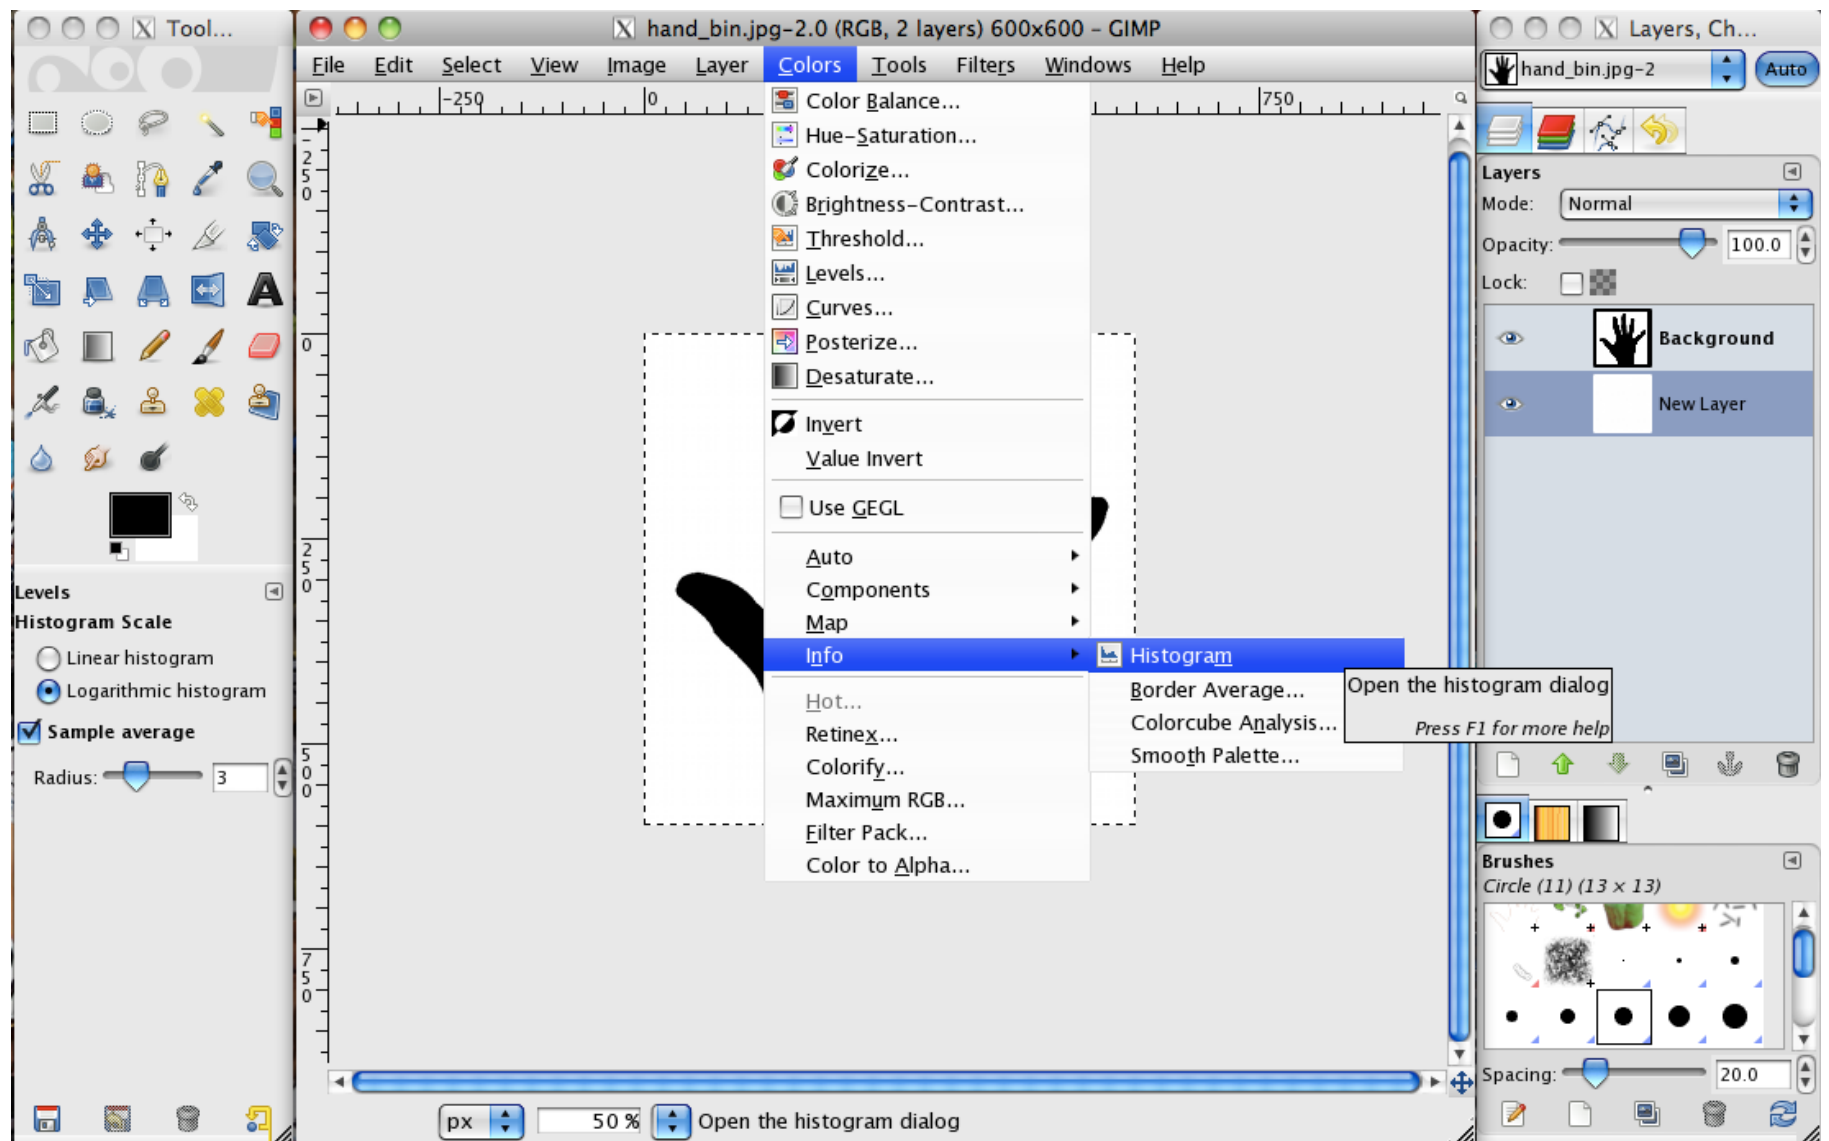 Tool...
hand_bin.jpg-2.0 (RGB, 2 layers) 600x600 – GIMP
Layers, Ch...
File Edit Select View Image Layer Colors Tools Filters Windows Help
hand_bin.jpg-2
Auto
-250 0 750
Color Balance...
Hue-Saturation...
Colorize...
Brightness-Contrast...
Threshold...
Levels...
Curves...
Posterize...
Desaturate...
Invert
Value Invert
Use GEGL
Auto
Components
Map
Info
Hot...
Retinex...
Colorify...
Maximum RGB...
Filter Pack...
Color to Alpha...
Histogram
Border Average...
Colorcube Analysis...
Smooth Palette...
Open the histogram dialog
Press F1 for more help
250
0
250
500
750
Levels
Histogram Scale
Linear histogram
Logarithmic histogram
Sample average
Radius: 3
px 50 % Open the histogram dialog
Layers
Mode: Normal
Opacity: 100.0
Lock:
Background
New Layer
Brushes
Circle (11) (13 × 13)
Spacing: 20.0